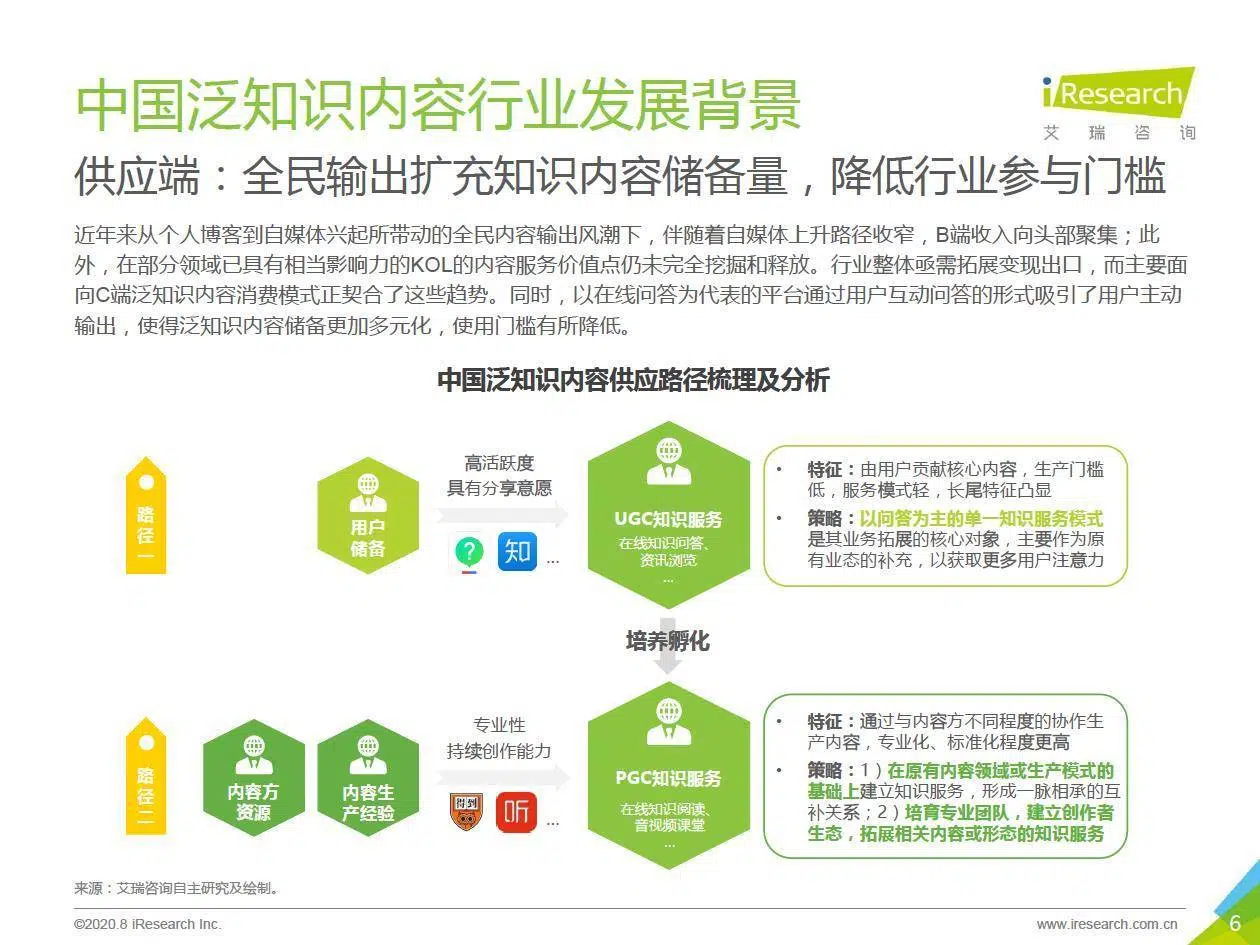 中国泛知识内容行业发展背景
iResearch
艾瑞咨询
供应端：全民输出扩充知识内容储备量，降低行业参与门槛
近年来从个人博客到自媒体兴起所带动的全民内容输出风潮下，伴随着自媒体上升路径收窄，B端收入向头部聚集；此
外，在部分领域已具有相当影响力的KOL的内容服务价值点仍未完全挖掘和释放。行业整体亟需拓展变现出口，而主要面
向C端泛知识内容消费模式正契合了这些趋势。同时，以在线问答为代表的平台通过用户互动问答的形式吸引了用户主动
输出，使得泛知识内容储备更加多元化，使用门槛有所降低。
中国泛知识内容供应路径梳理及分析
路径一
用户
储备
高活跃度
具有分享意愿
?
知
...
UGC知识服务
在线知识问答、
资讯浏览
...
• 特征：由用户贡献核心内容，生产门槛
低，服务模式轻，长尾特征凸显
• 策略：以问答为主的单一知识服务模式
是其业务拓展的核心对象，主要作为原
有业态的补充，以获取更多用户注意力
培养孵化
路径二
内容方
资源
内容生
产经验
专业性
持续创作能力
得到
听
...
PGC知识服务
在线知识阅读、
音视频课堂
...
• 特征：通过与内容方不同程度的协作生
产内容，专业化、标准化程度更高
• 策略：1）在原有内容领域或生产模式的
基础上建立知识服务，形成一脉相承的互
补关系；2）培育专业团队，建立创作者
生态，拓展相关内容或形态的知识服务
来源：艾瑞咨询自主研究及绘制。
©2020.8 iResearch Inc.
www.iresearch.com.cn
6